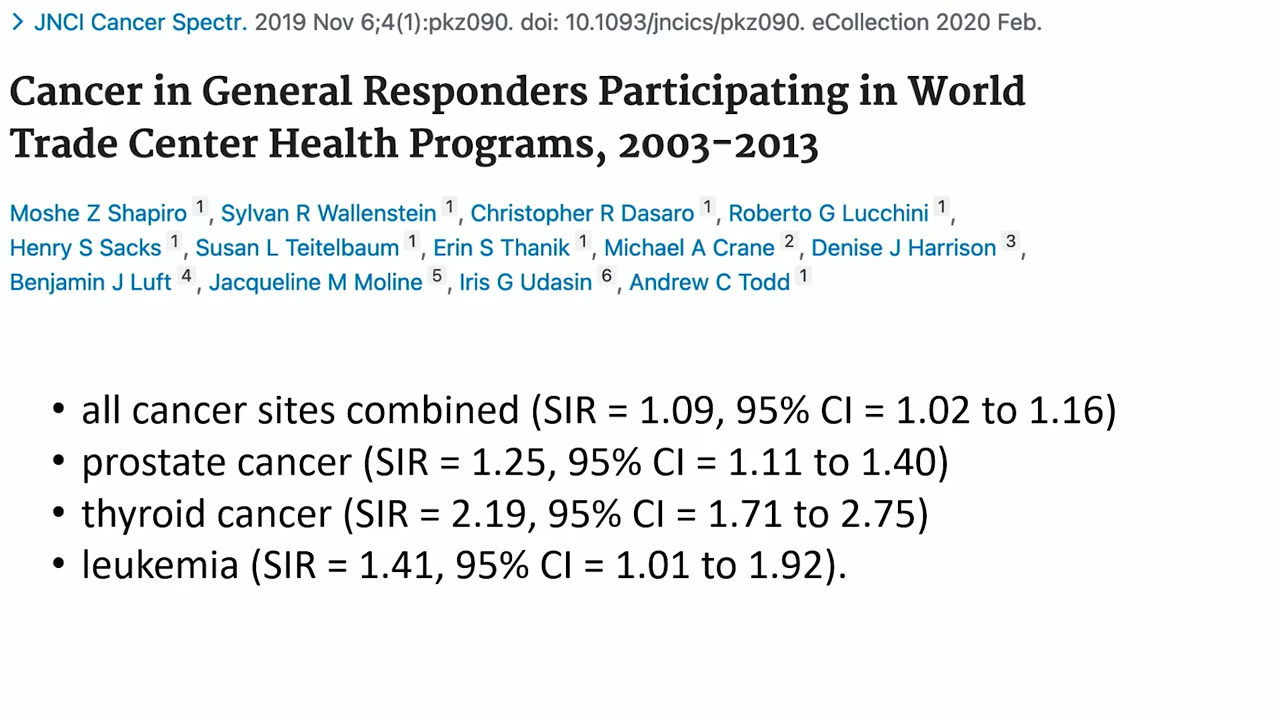 > JNCI Cancer Spectr. 2019 Nov 6;4(1):pkz090. doi: 10.1093/jncics/pkz090. eCollection 2020 Feb.
Cancer in General Responders Participating in World
Trade Center Health Programs, 2003-2013
Moshe Z Shapiro 1, Sylvan R Wallenstein 1, Christopher R Dasaro 1, Roberto G Lucchini 1,
Henry S Sacks 1, Susan L Teitelbaum 1, Erin S Thanik 1, Michael A Crane 2, Denise J Harrison 3,
Benjamin J Luft 4, Jacqueline M Moline 5, Iris G Udasin 6, Andrew C Todd 1
• all cancer sites combined (SIR = 1.09, 95% CI = 1.02 to 1.16)
• prostate cancer (SIR = 1.25, 95% CI = 1.11 to 1.40)
• thyroid cancer (SIR = 2.19, 95% CI = 1.71 to 2.75)
• leukemia (SIR = 1.41, 95% CI = 1.01 to 1.92).